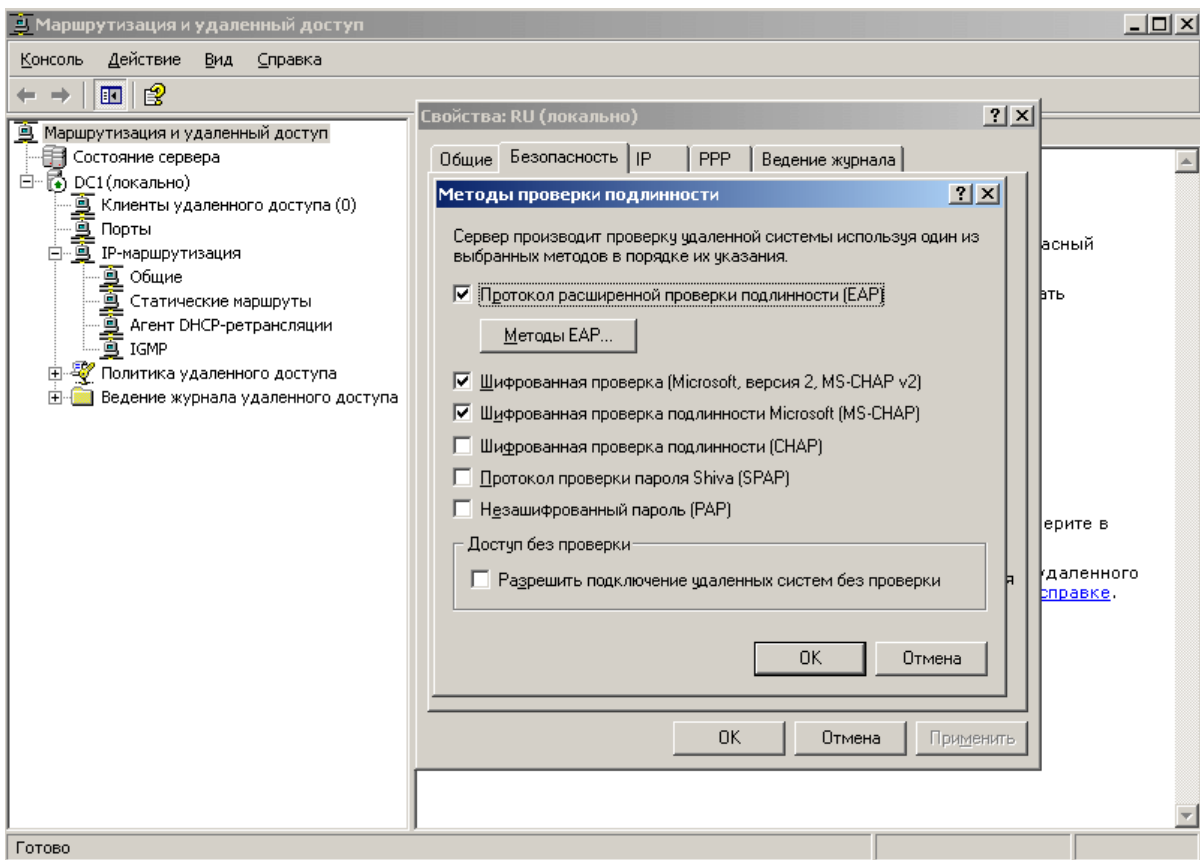 Маршрутизация и удаленный доступ
Консоль Действие Вид Справка
Маршрутизация и удаленный доступ
Состояние сервера
DC1 (локально)
Клиенты удаленного доступа (0)
Порты
IP-маршрутизация
Общие
Статические маршруты
Агент DHCP-ретрансляции
IGMP
Политика удаленного доступа
Ведение журнала удаленного доступа
Свойства: RU (локально)
Общие Безопасность IP PPP Ведение журнала
Методы проверки подлинности
Сервер производит проверку удаленной системы используя один из
выбранных методов в порядке их указания.
Протокол расширенной проверки подлинности (EAP)
Методы EAP...
Шифрованная проверка (Microsoft, версия 2, MS-CHAP v2)
Шифрованная проверка подлинности Microsoft (MS-CHAP)
Шифрованная проверка подлинности (CHAP)
Протокол проверки пароля Shiva (SPAP)
Незашифрованный пароль (PAP)
Доступ без проверки
Разрешить подключение удаленных систем без проверки
OK Отмена
OK Отмена Применить
асный
ать
ерите в
я удаленного
справке.
Готово